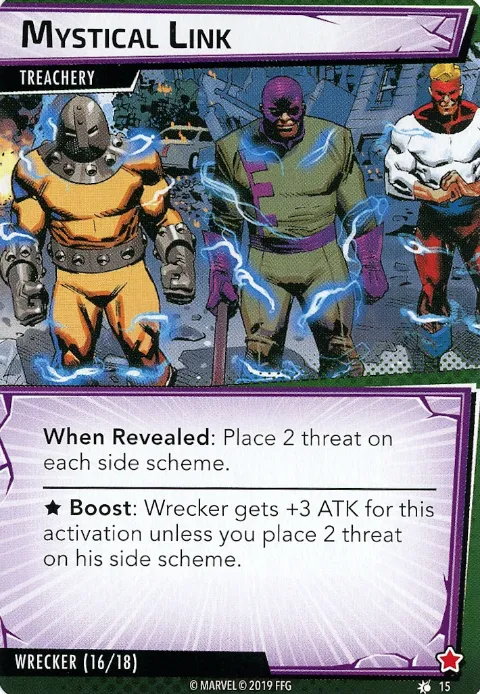 MYSTICAL LINK
TREACHERY
When Revealed: Place 2 threat on
each side scheme.
★ Boost: Wrecker gets +3 ATK for this
activation unless you place 2 threat
on his side scheme.
WRECKER (16/18)
© MARVEL © 2019 FFG
15